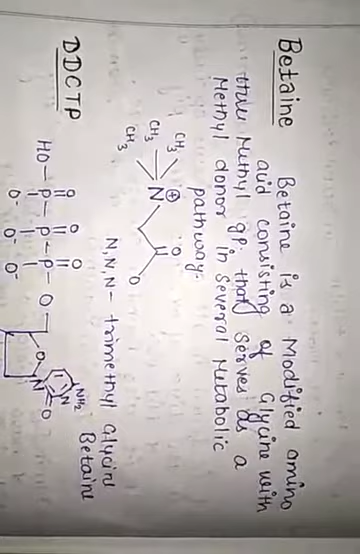 Betaine
Betaine is a Modified amino
acid consisting of Glycine with
three Methyl gp. that serves as a
Methyl donor in several Metabolic
pathway.
CH3
CH3
CH3
N
⊕
O
O
N,N,N- trimethyl Glycine
Betaine
DDCTP
HO-P-P-P-O
O O O
O- O- O-
O
N
N
NH2
O